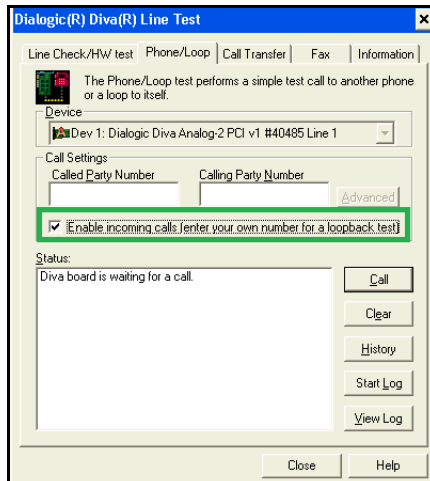 Dialogic(R) Diva(R) Line Test
Line Check/HW test Phone/Loop Call Transfer Fax Information
The Phone/Loop test performs a simple test call to another phone
or a loop to itself.
Device
Dev 1: Dialogic Diva Analog-2 PCI v1 #40485 Line 1
Call Settings
Called Party Number Calling Party Number
Advanced
Enable incoming calls (enter your own number for a loopback test)
Status:
Diva board is waiting for a call.
Call
Clear
History
Start Log
View Log
Close Help